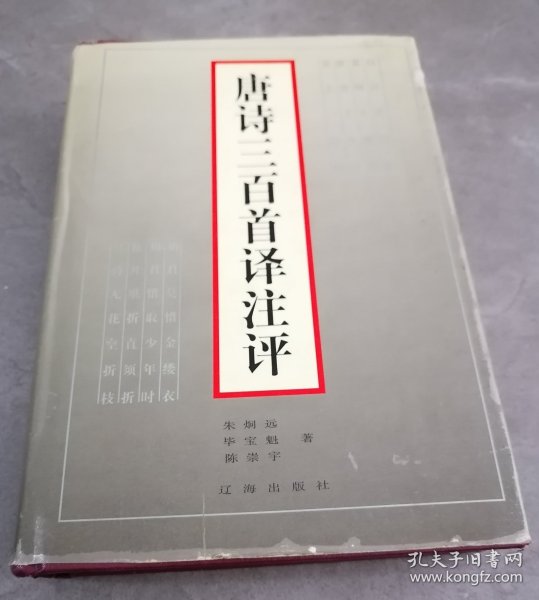 唐诗三百首译注评
劝君莫惜金缕衣
劝君惜取少年时
花开堪折直须折
莫待无花空折枝
朱炯远
毕宝魁 著
陈崇宇
辽海出版社
孔夫子旧书网
www.kongfz.com